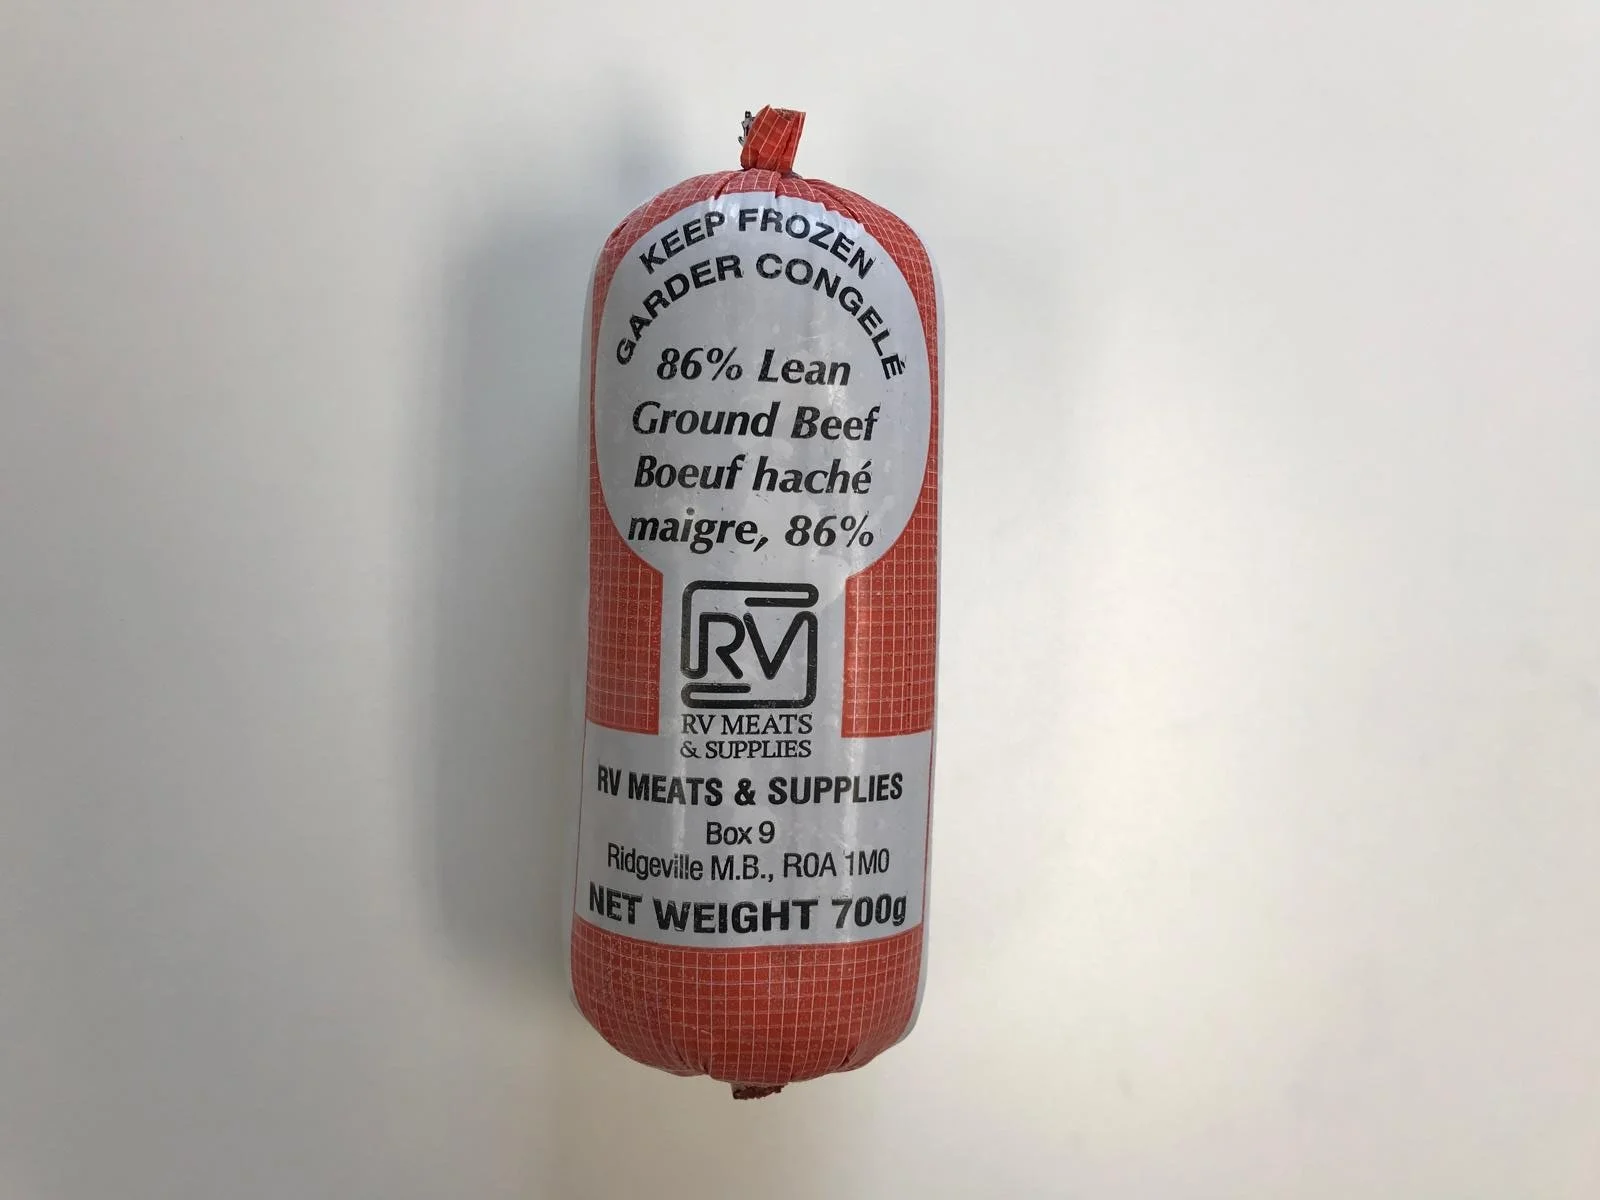 KEEP FROZEN
GARDER CONGELÉ
86% Lean
Ground Beef
Boeuf haché
maigre, 86%
RV
RV MEATS
& SUPPLIES
RV MEATS & SUPPLIES
Box 9
Ridgeville M.B., R0A 1M0
NET WEIGHT 700g